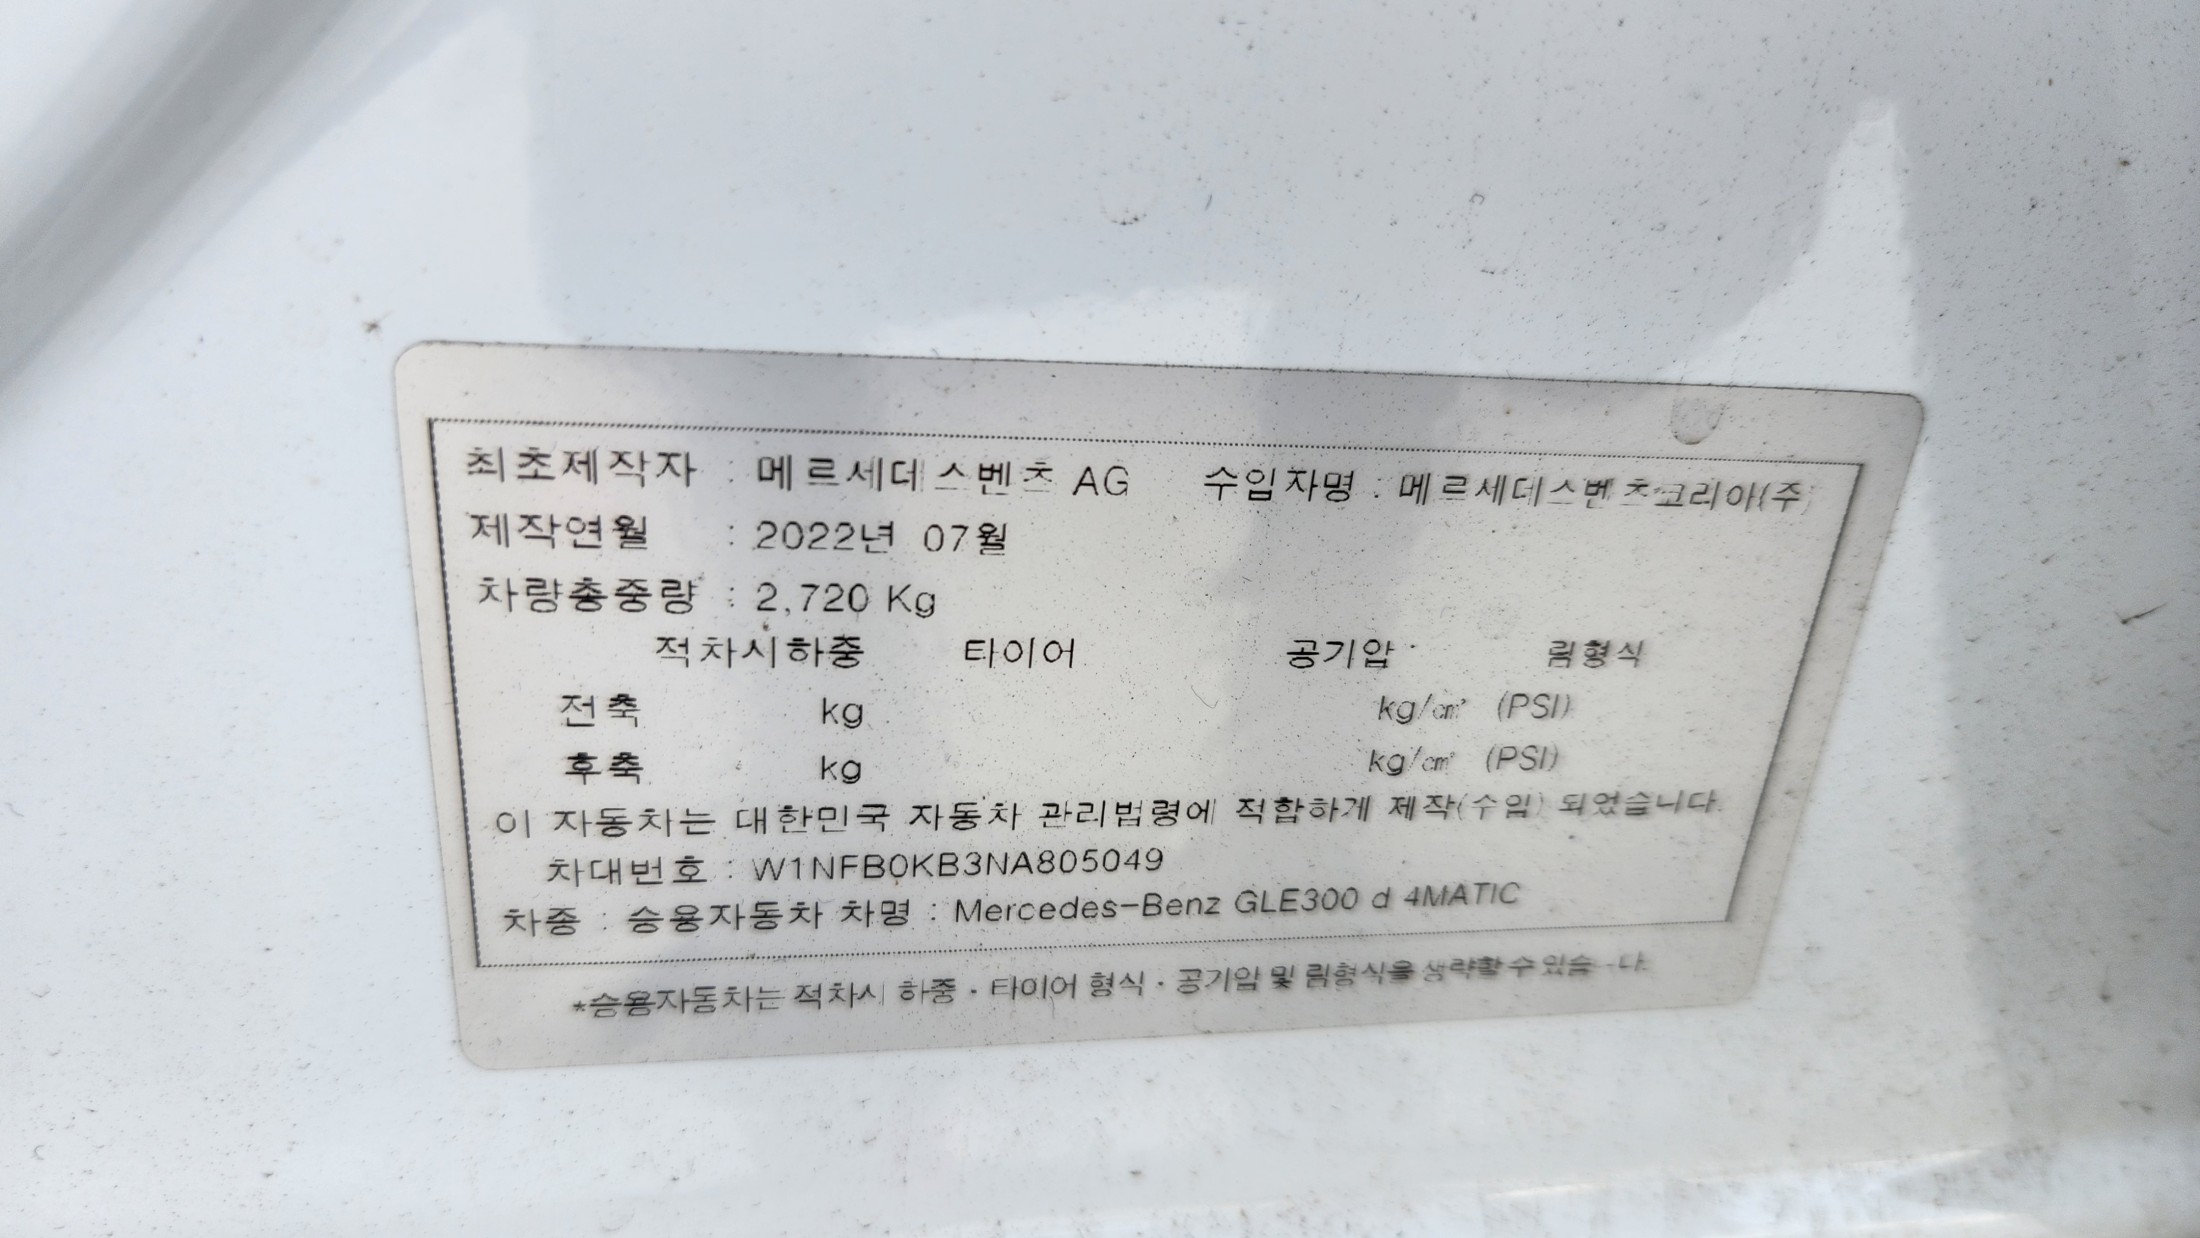 최초제작자 : 메르세데스벤츠 AG 수입자명 : 메르세데스벤츠코리아(주)
제작연월 : 2022년 07월
차량총중량 : 2,720 Kg
적차시하중 타이어 공기압 림형식
전축 kg kg/㎠ (PSI)
후축 kg kg/㎠ (PSI)
이 자동차는 대한민국 자동차 관리법령에 적합하게 제작(수입) 되었습니다.
차대번호 : W1NFB0KB3NA805049
차종 : 승용자동차 차명 : Mercedes-Benz GLE300 d 4MATIC
*승용자동차는 적차시 하중 · 타이어 형식 · 공기압 및 림형식을 생략할 수 있습니다.